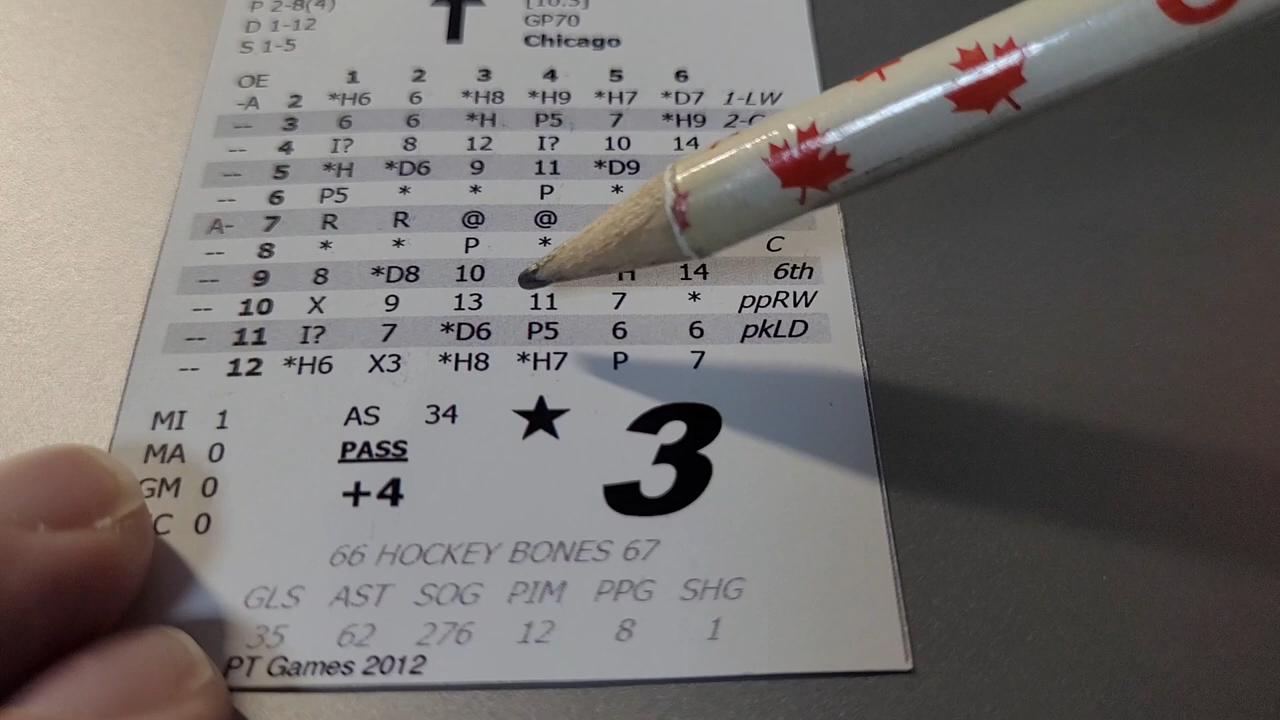 P 2-8(4) [10.5]
D 1-12 GP70
S 1-5 Chicago
OE 1 2 3 4 5 6
-A 2 *H6 6 *H8 *H9 *H7 *D7 1-LW
-- 3 6 6 *H P5 7 *H9 2-C
-- 4 I? 8 12 I? 10 14
-- 5 *H *D6 9 11 *D9
-- 6 P5 * * P *
A- 7 R R @ @
-- 8 * * P * C
-- 9 8 *D8 10 H 14 6th
-- 10 X 9 13 11 7 * ppRW
-- 11 I? 7 *D6 P5 6 6 pkLD
-- 12 *H6 X3 *H8 *H7 P 7
MI 1 AS 34 ★ 3
MA 0 PASS
GM 0 +4
C 0
66 HOCKEY BONES 67
GLS AST SOG PIM PPG SHG
35 62 276 12 8 1
PT Games 2012